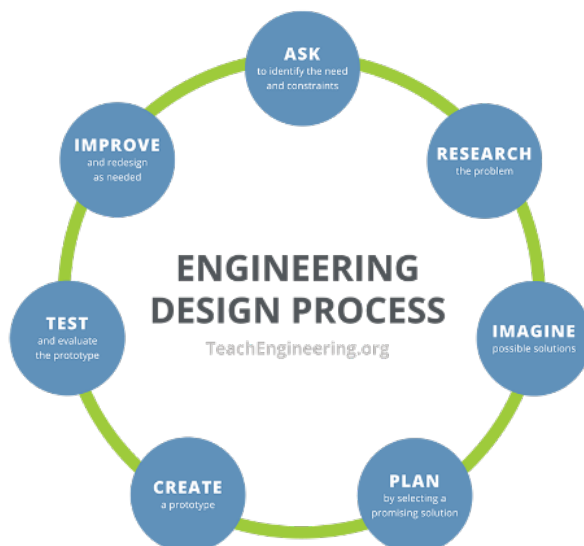 ASK
to identify the need
and constraints
RESEARCH
the problem
IMAGINE
possible solutions
PLAN
by selecting a
promising solution
CREATE
a prototype
TEST
and evaluate
the prototype
IMPROVE
and redesign
as needed
ENGINEERING
DESIGN PROCESS
TeachEngineering.org